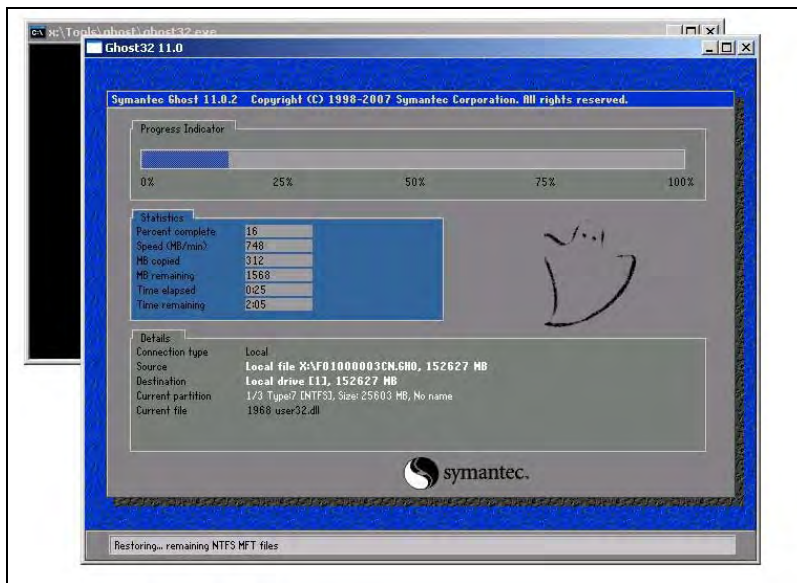 x:\Tools\ghost\ghost32.exe
Ghost32 11.0
Symantec Ghost 11.0.2 Copyright (C) 1998-2007 Symantec Corporation. All rights reserved.
Progress Indicator
0% 25% 50% 75% 100%
Statistics
Percent complete 16
Speed (MB/min) 748
MB copied 312
MB remaining 1568
Time elapsed 0:25
Time remaining 2:05
Details
Connection type Local
Source Local file X:\F01000003CN.GHO, 152627 MB
Destination Local drive [1], 152627 MB
Current partition 1/3 Type:7 [NTFS], Size: 25603 MB, No name
Current file 1968 user32.dll
symantec.
Restoring... remaining NTFS MFT files